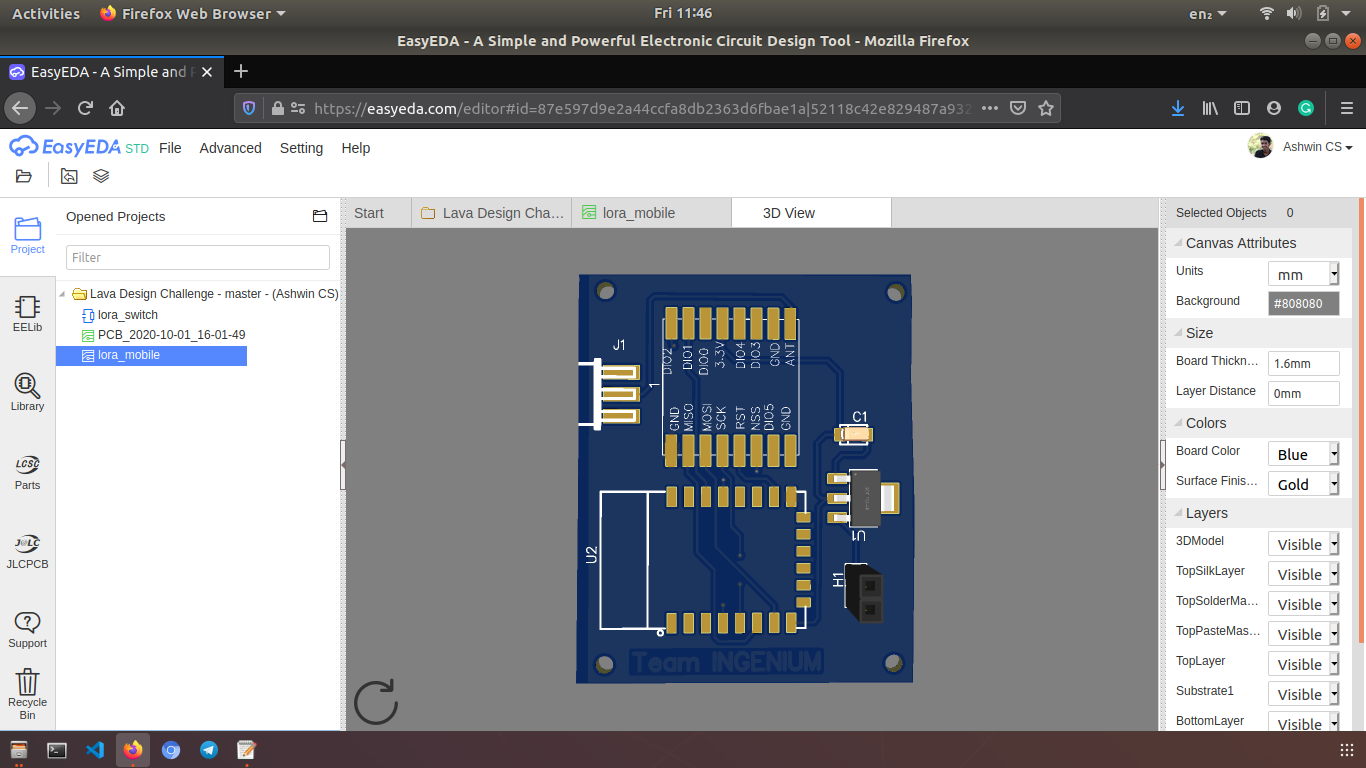 Activities Firefox Web Browser Fri 11:46 en₂
EasyEDA - A Simple and Powerful Electronic Circuit Design Tool - Mozilla Firefox
EasyEDA - A Simple and P
https://easyeda.com/editor#id=87e597d9e2a44ccfa8db2363d6fbae1a|52118c42e829487a932
EasyEDA STD File Advanced Setting Help Ashwin CS
Project
EELib
Library
LCSC
Parts
JLC
JLCPCB
Support
Recycle
Bin
Opened Projects
Filter
Lava Design Challenge - master - (Ashwin CS)
lora_switch
PCB_2020-10-01_16-01-49
lora_mobile
Start Lava Design Cha… lora_mobile 3D View
J1
DIO2 DIO1 DIO0 3.3V DIO4 DIO3 GND ANT
1
GND MISO MOSI SCK RST NSS DIO5 GND
C1
U1
U2
H1
Team INGENIUM
Selected Objects 0
Canvas Attributes
Units mm
Background #808080
Size
Board Thickn… 1.6mm
Layer Distance 0mm
Colors
Board Color Blue
Surface Finis… Gold
Layers
3DModel Visible
TopSilkLayer Visible
TopSolderMa… Visible
TopPasteMas… Visible
TopLayer Visible
Substrate1 Visible
BottomLayer Visible